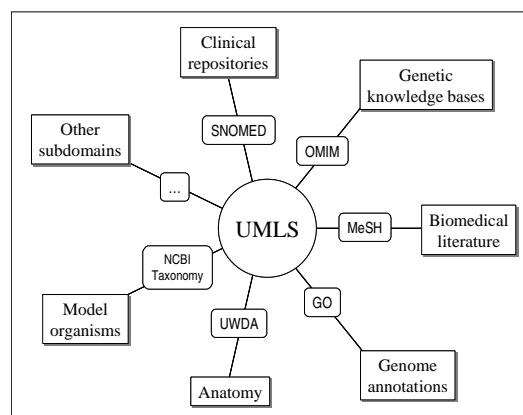 Clinical
repositories
Genetic
knowledge bases
SNOMED
Other
subdomains
OMIM
...
UMLS
MeSH
Biomedical
literature
NCBI
Taxonomy
Model
organisms
UWDA
GO
Anatomy
Genome
annotations